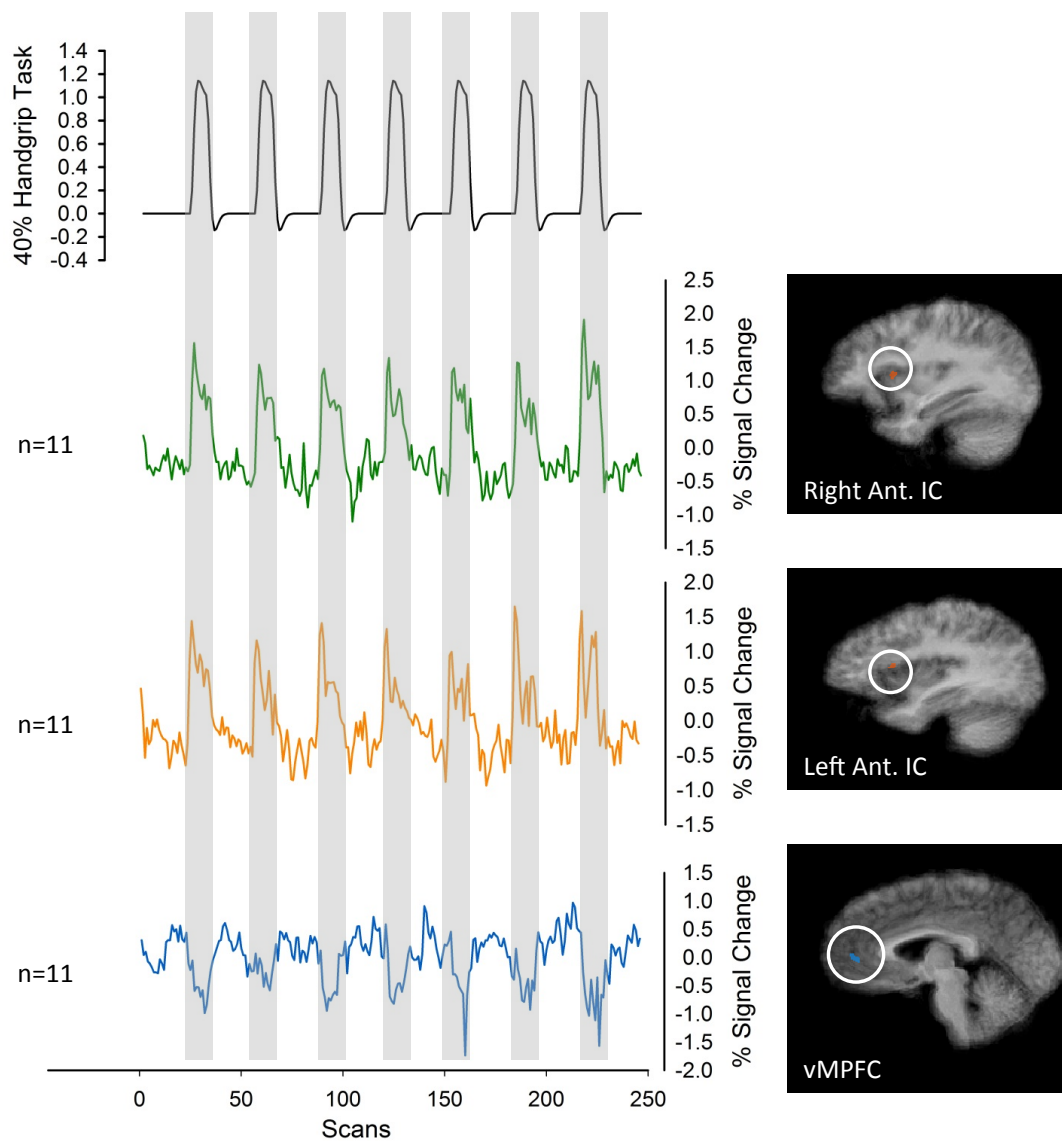 40% Handgrip Task
1.4
1.2
1.0
0.8
0.6
0.4
0.2
0.0
-0.2
-0.4
n=11
2.5
2.0
1.5
1.0
0.5
0.0
-0.5
-1.0
-1.5
% Signal Change
Right Ant. IC
n=11
2.0
1.5
1.0
0.5
0.0
-0.5
-1.0
-1.5
% Signal Change
Left Ant. IC
n=11
1.5
1.0
0.5
0.0
-0.5
-1.0
-1.5
-2.0
% Signal Change
vMPFC
0 50 100 150 200 250
Scans